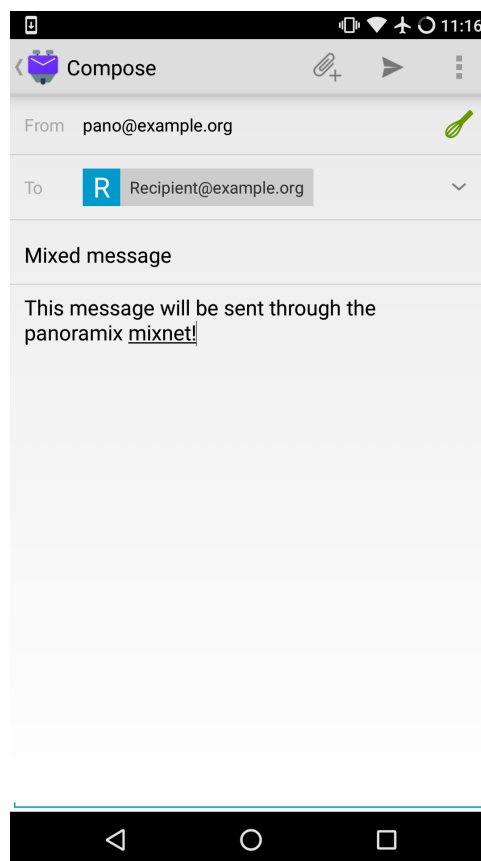 11:16
Compose
From pano@example.org
To R Recipient@example.org
Mixed message
This message will be sent through the
panoramix mixnet!